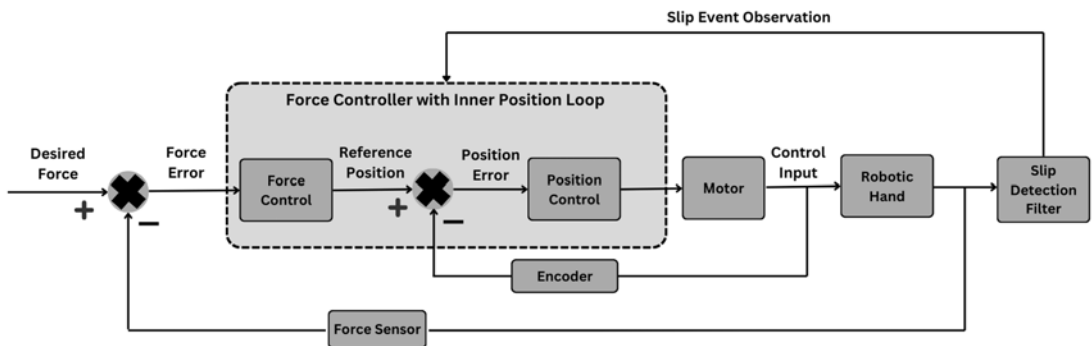 Slip Event Observation
Force Controller with Inner Position Loop
Desired
Force
Force
Error
Force
Control
Reference
Position
Position
Error
Position
Control
Motor
Control
Input
Robotic
Hand
Slip
Detection
Filter
+
−
+
−
Encoder
Force Sensor